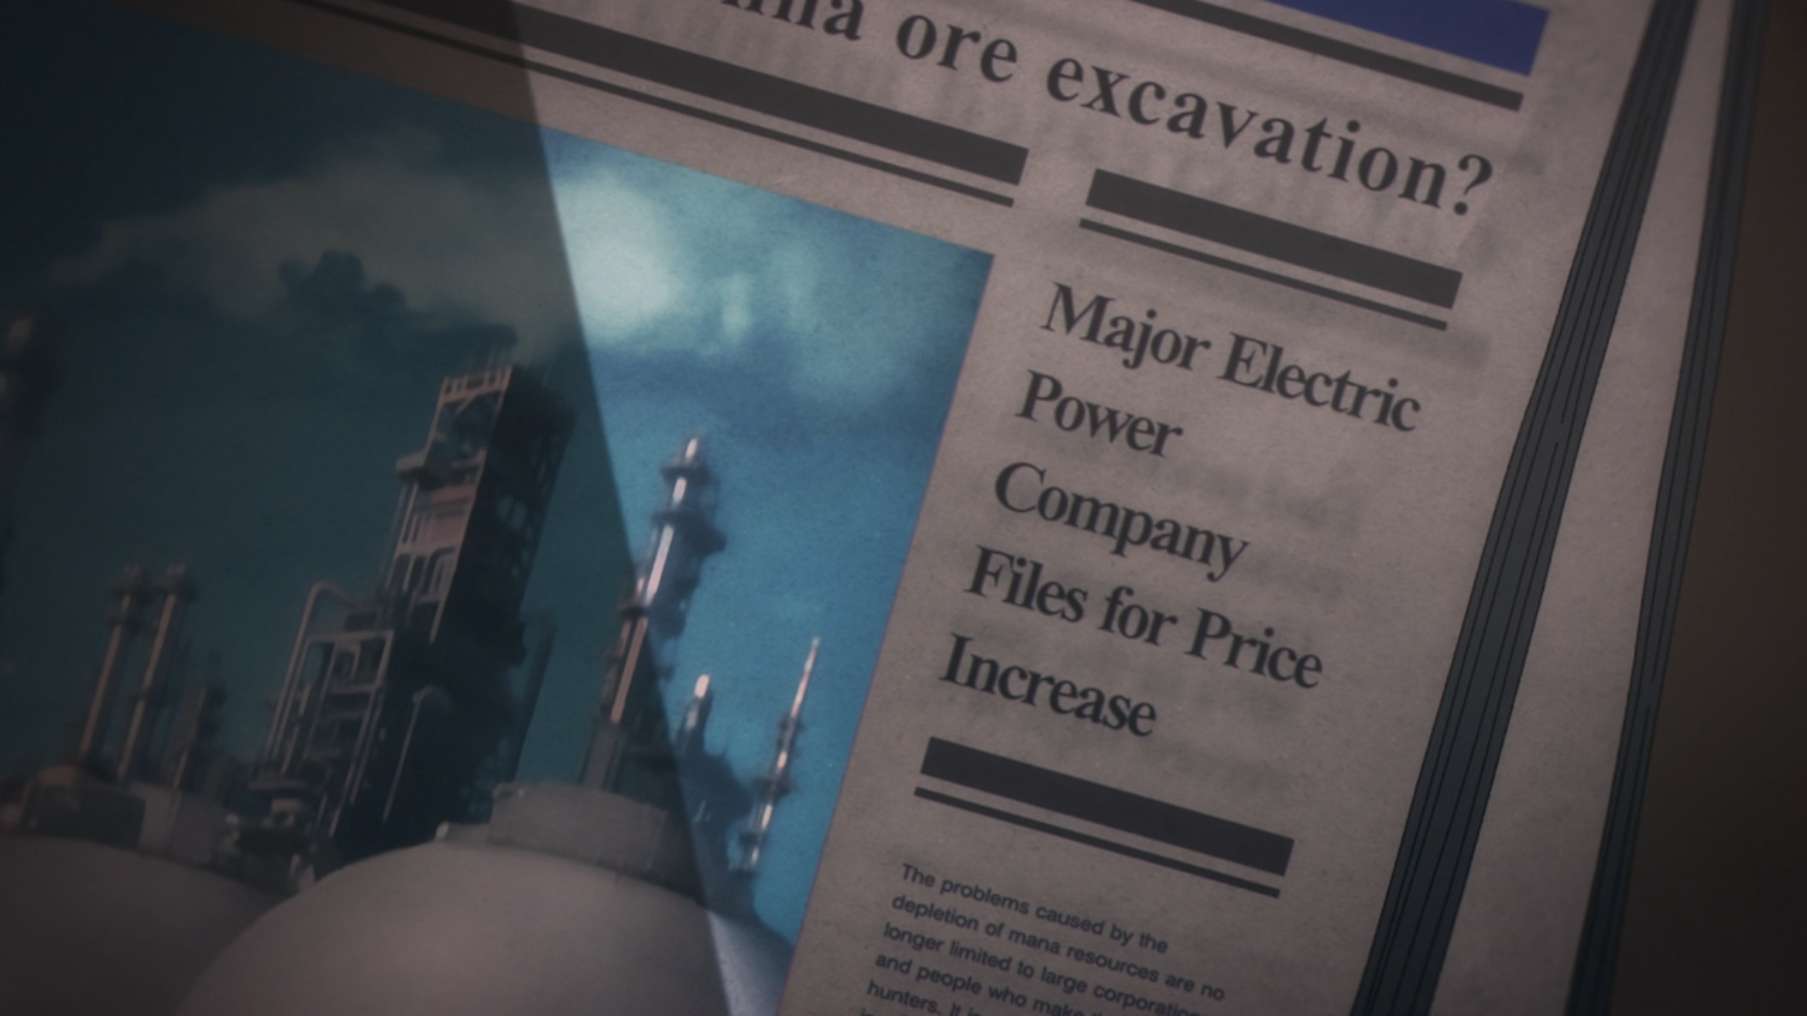 ore excavation?
Major Electric
Power
Company
Files for Price
Increase
The problems caused by the
depletion of mana resources are no
longer limited to large
and people who make
hunters. It